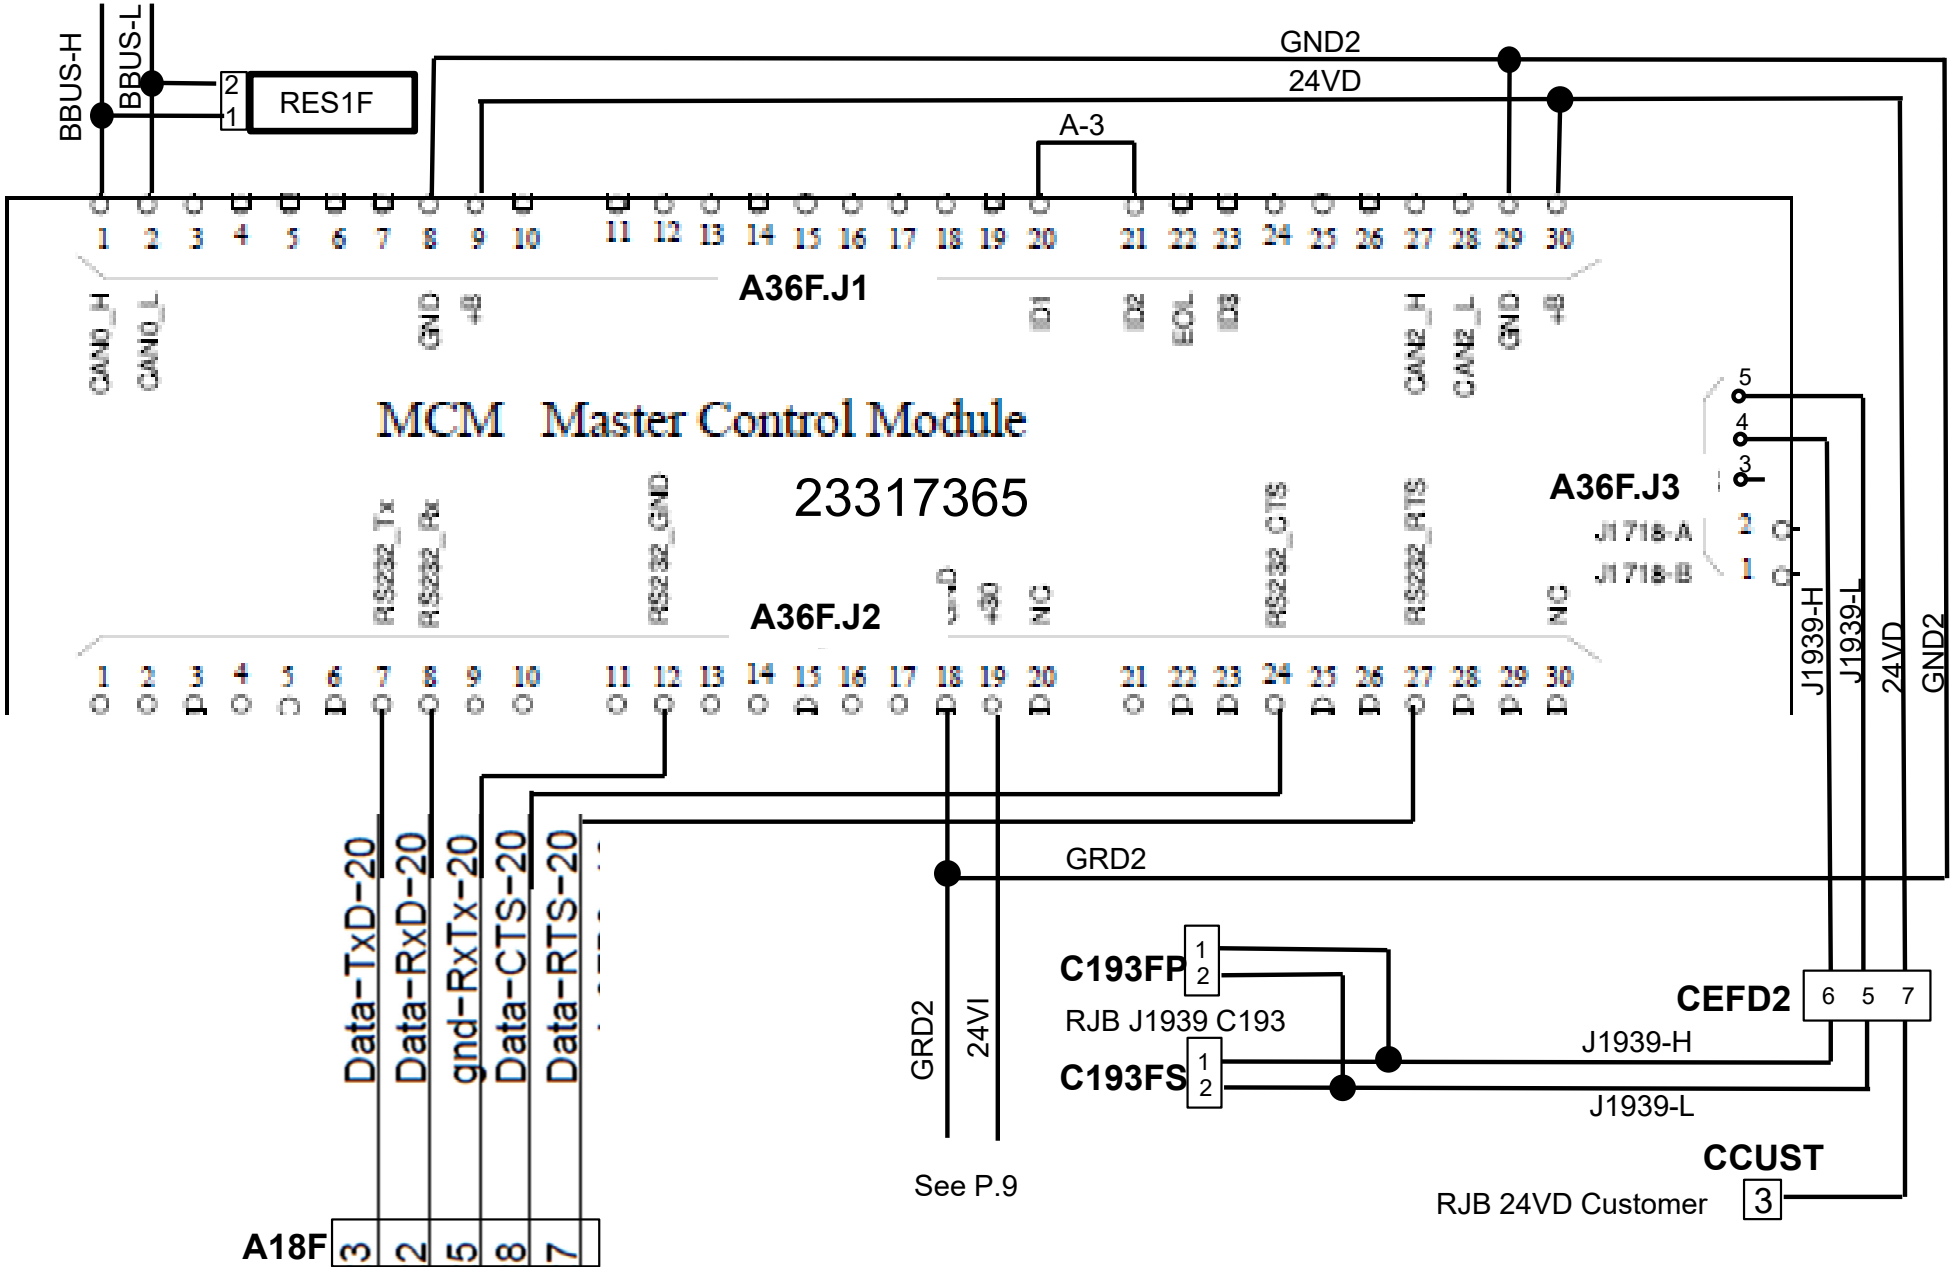 BBUS-H
BBUS-L
2
1
RES1F
GND2
24VD
A-3
1 2 3 4 5 6 7 8 9 10 11 12 13 14 15 16 17 18 19 20 21 22 23 24 25 26 27 28 29 30
A36F.J1
CAN0_H
CAN0_L
GND
+B
ID1
ID2
EOL
ID3
CAN2_H
CAN2_L
GND
+B
MCM Master Control Module
23317365
5
4
3
A36F.J3
J1718-A 2
J1718-B 1
RS232_Tx
RS232_Rx
RS232_GND
A36F.J2
GND
+30
NC
RS232_CTS
RS232_RTS
NC
1 2 3 4 5 6 7 8 9 10 11 12 13 14 15 16 17 18 19 20 21 22 23 24 25 26 27 28 29 30
J1939-H
J1939-L
24VD
GND2
Data-TxD-20
Data-RxD-20
gnd-RxTx-20
Data-CTS-20
Data-RTS-20
GRD2
GRD2
24VI
See P.9
C193FP
1
2
RJB J1939 C193
C193FS
1
2
CEFD2
6 5 7
J1939-H
J1939-L
CCUST
RJB 24VD Customer
3
A18F
3 2 5 8 7